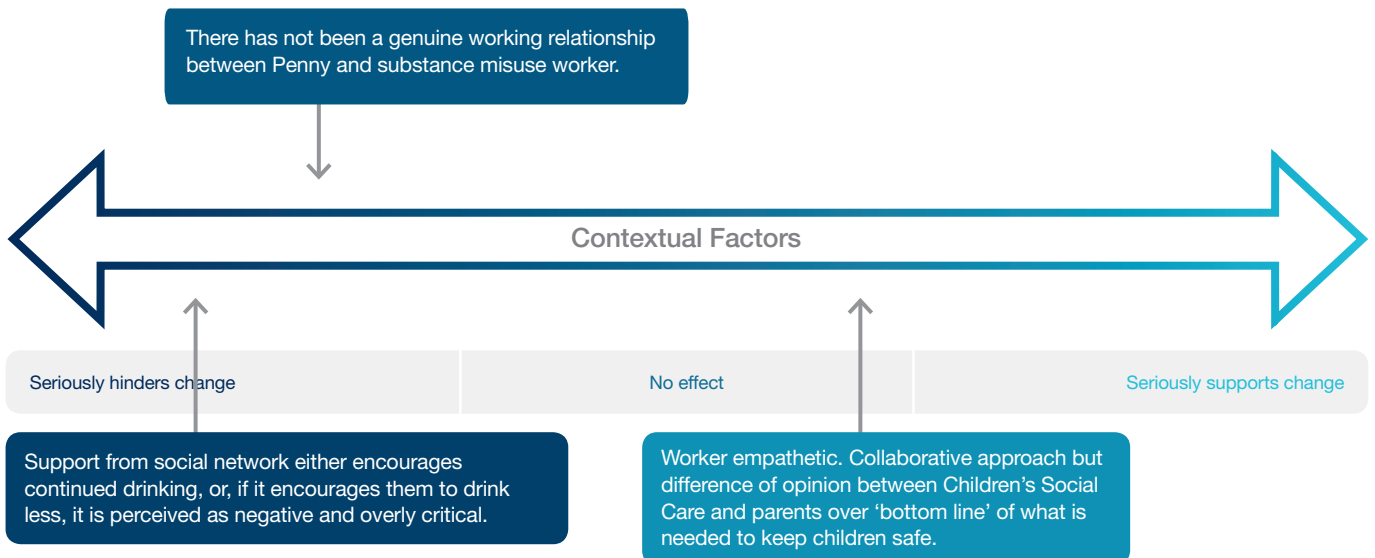 There has not been a genuine working relationship
between Penny and substance misuse worker.
Contextual Factors
Seriously hinders change
No effect
Seriously supports change
Support from social network either encourages
continued drinking, or, if it encourages them to drink
less, it is perceived as negative and overly critical.
Worker empathetic. Collaborative approach but
difference of opinion between Children’s Social
Care and parents over ‘bottom line’ of what is
needed to keep children safe.